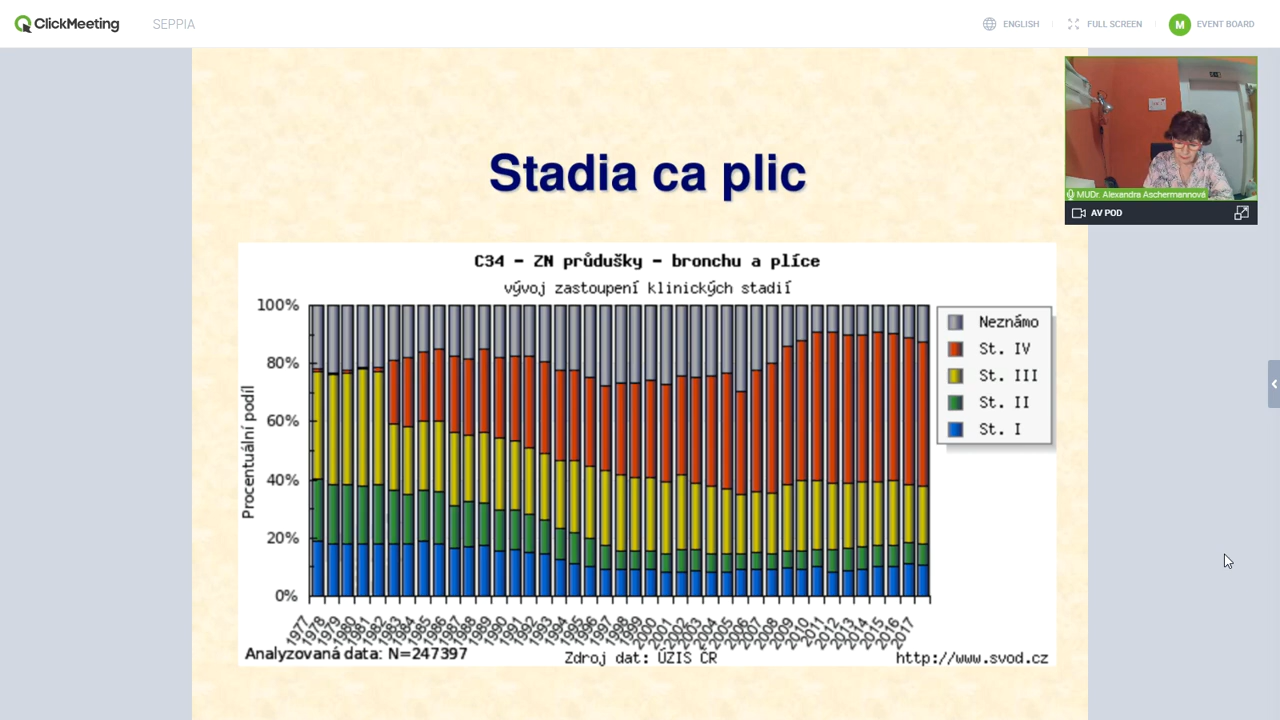 ClickMeeting
SEPPIA
ENGLISH
FULL SCREEN
M
EVENT BOARD
MUDr. Alexandra Aschermannová
AV POD
Stadia ca plic
C34 - ZN průdušky - bronchu a plíce
vývoj zastoupení klinických stadií
Procentuální podíl
100%
80%
60%
40%
20%
0%
Neznámo
St. IV
St. III
St. II
St. I
1977
1978
1979
1980
1981
1982
1983
1984
1985
1986
1987
1988
1989
1990
1991
1992
1993
1994
1995
1996
1997
1998
1999
2000
2001
2002
2003
2004
2005
2006
2007
2008
2009
2010
2011
2012
2013
2014
2015
2016
2017
Analyzovaná data: N=247397
Zdroj dat: ÚZIS ČR
http://www.svod.cz